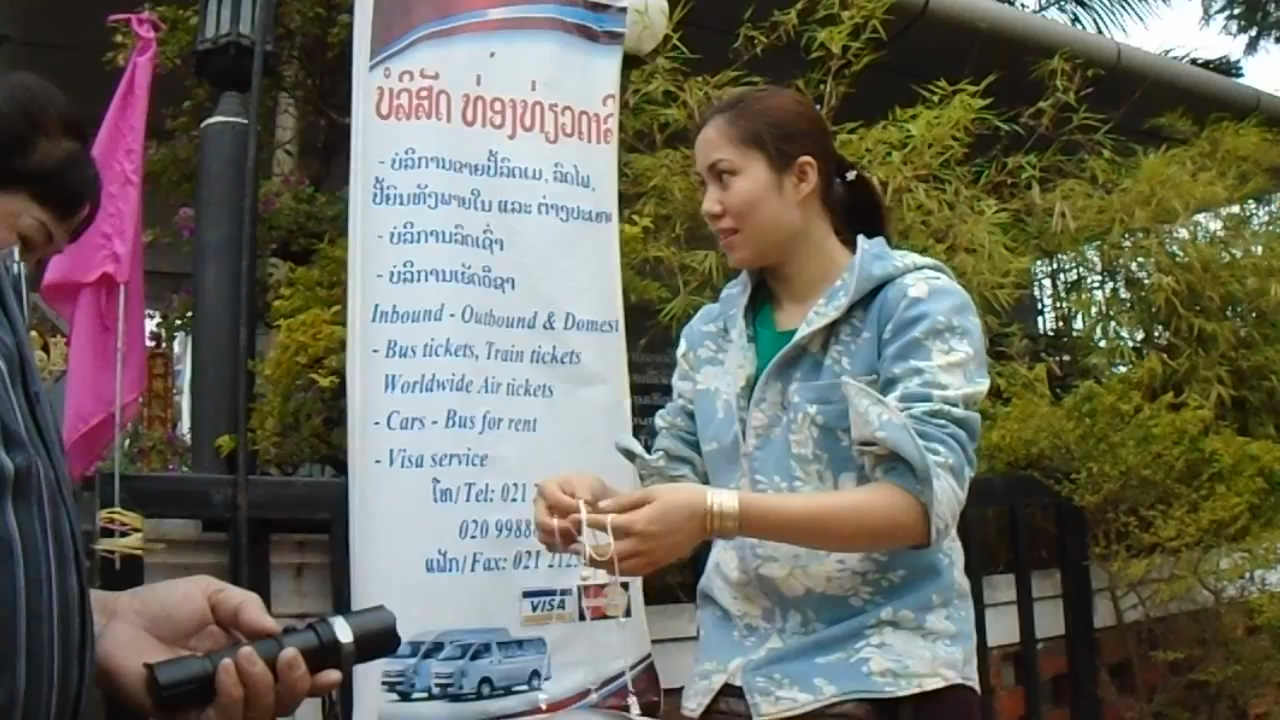 ບໍລິສັດ ທ່ອງທ່ຽວດາລີ
- ບໍລິການຂາຍປີ້ລົດເມ, ລົດໄຟ,
ປີ້ຍົນທັງພາຍໃນ ແລະ ຕ່າງປະເທດ
- ບໍລິການລົດເຊົ່າ
- ບໍລິການເຮັດວີຊາ
Inbound - Outbound & Domest
- Bus tickets, Train tickets
Worldwide Air tickets
- Cars - Bus for rent
- Visa service
ໂທ/Tel: 021
020 9988
ແຟັກ/Fax: 021 212
VISA